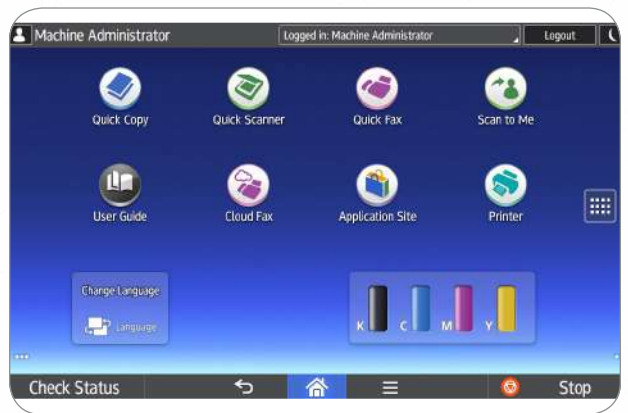 Machine Administrator
Logged in: Machine Administrator
Logout
Quick Copy
Quick Scanner
Quick Fax
Scan to Me
User Guide
Cloud Fax
Application Site
Printer
Change Language
Language
K
C
M
Y
Check Status
Stop